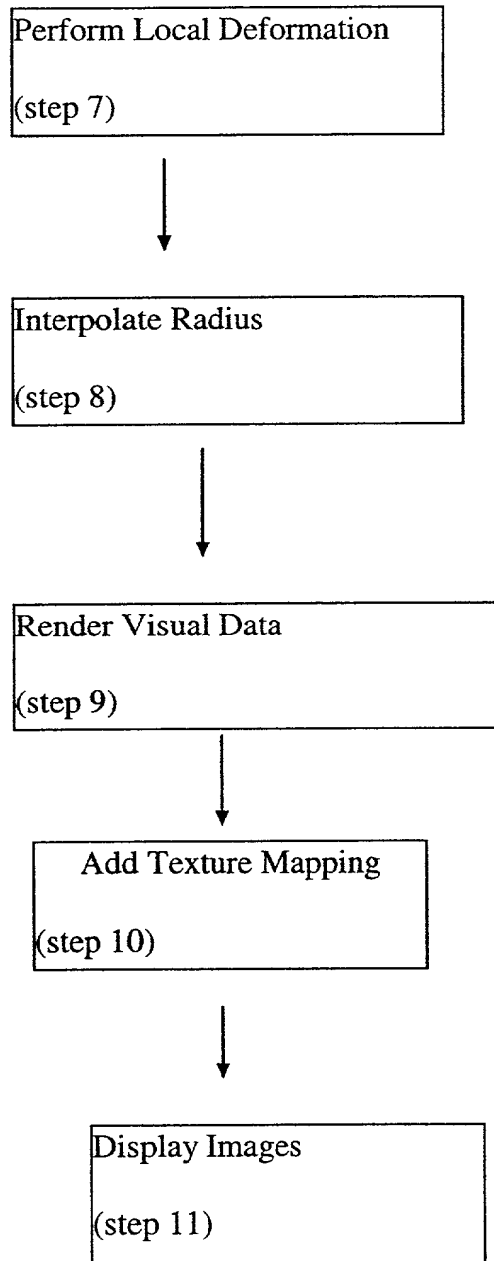 Perform Local Deformation
(step 7)
Interpolate Radius
(step 8)
Render Visual Data
(step 9)
Add Texture Mapping
(step 10)
Display Images
(step 11)